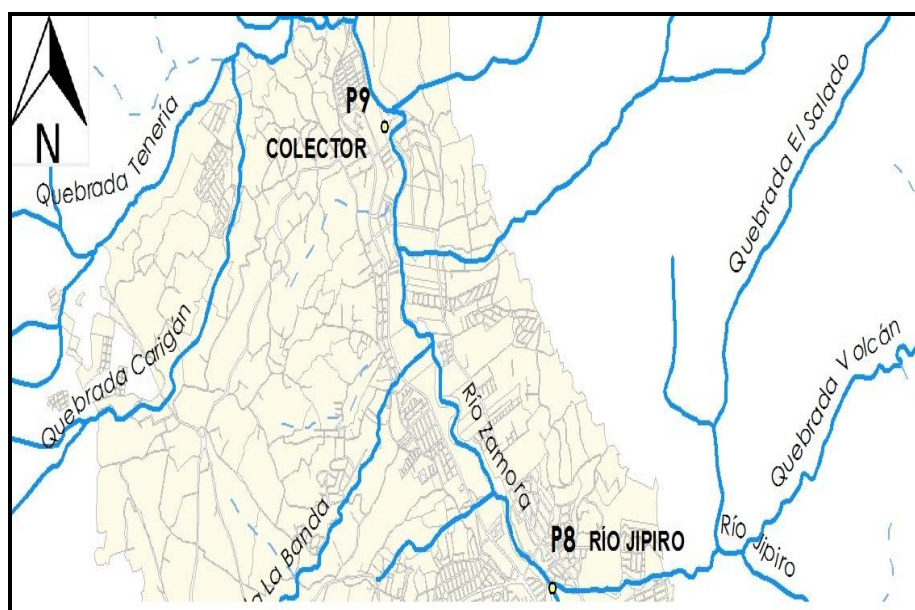 N
P9
COLECTOR
Quebrada Tenería
Quebrada El Salado
Quebrada Carigán
Quebrada Volcán
Río Zamora
La Banda
P8 RÍO JIPIRO
Río Jipiro